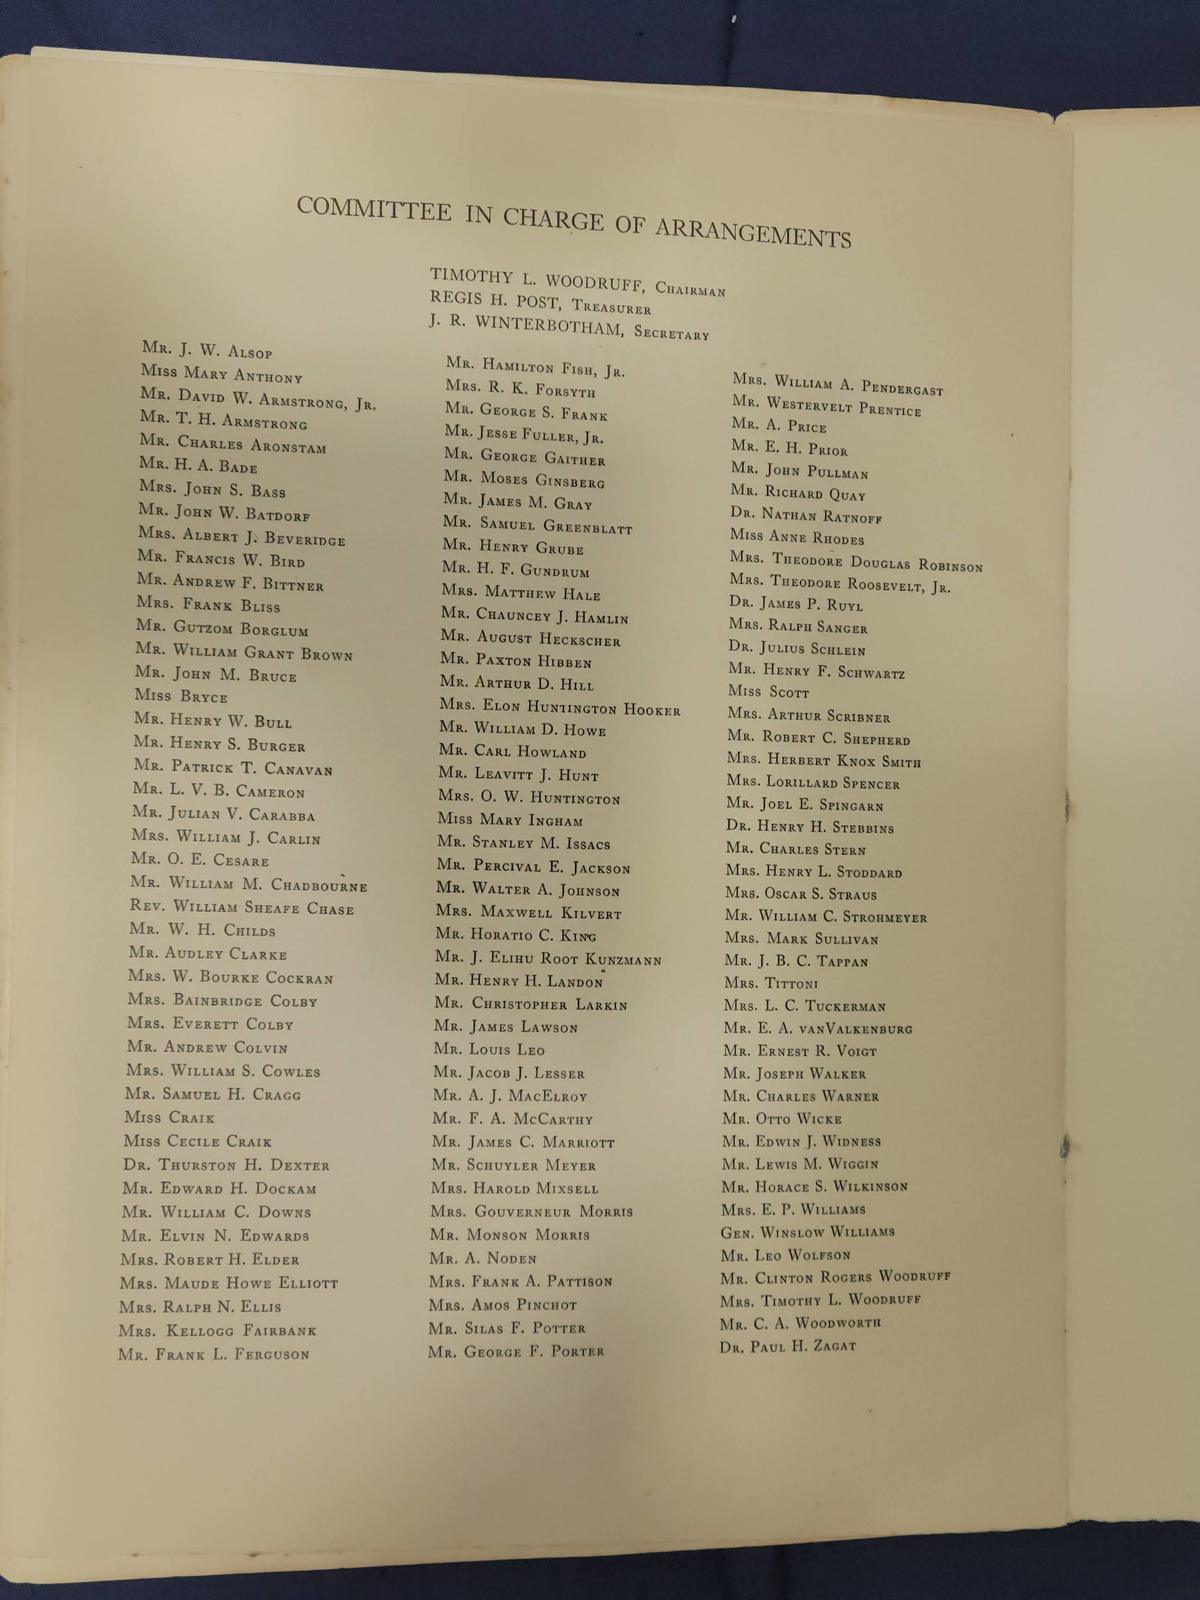 COMMITTEE IN CHARGE OF ARRANGEMENTS
TIMOTHY L. WOODRUFF, CHAIRMAN
REGIS H. POST, TREASURER
J. R. WINTERBOTHAM, SECRETARY
MR. J. W. ALSOP
MISS MARY ANTHONY
MR. DAVID W. ARMSTRONG, JR.
MR. T. H. ARMSTRONG
MR. CHARLES ARONSTAM
MR. H. A. BADE
MRS. JOHN S. BASS
MR. JOHN W. BATDORF
MRS. ALBERT J. BEVERIDGE
MR. FRANCIS W. BIRD
MR. ANDREW F. BITTNER
MRS. FRANK BLISS
MR. GUTZOM BORGLUM
MR. WILLIAM GRANT BROWN
MR. JOHN M. BRUCE
MISS BRYCE
MR. HENRY W. BULL
MR. HENRY S. BURGER
MR. PATRICK T. CANAVAN
MR. L. V. B. CAMERON
MR. JULIAN V. CARABBA
MRS. WILLIAM J. CARLIN
MR. O. E. CESARE
MR. WILLIAM M. CHADBOURNE
REV. WILLIAM SHEAFE CHASE
MR. W. H. CHILDS
MR. AUDLEY CLARKE
MRS. W. BOURKE COCKRAN
MRS. BAINBRIDGE COLBY
MRS. EVERETT COLBY
MR. ANDREW COLVIN
MRS. WILLIAM S. COWLES
MR. SAMUEL H. CRAGG
MISS CRAIK
MISS CECILE CRAIK
DR. THURSTON H. DEXTER
MR. EDWARD H. DOCKAM
MR. WILLIAM C. DOWNS
MR. ELVIN N. EDWARDS
MRS. ROBERT H. ELDER
MRS. MAUDE HOWE ELLIOTT
MRS. RALPH N. ELLIS
MRS. KELLOGG FAIRBANK
MR. FRANK L. FERGUSON
MR. HAMILTON FISH, JR.
MRS. R. K. FORSYTH
MR. GEORGE S. FRANK
MR. JESSE FULLER, JR.
MR. GEORGE GAITHER
MR. MOSES GINSBERG
MR. JAMES M. GRAY
MR. SAMUEL GREENBLATT
MR. HENRY GRUBE
MR. H. F. GUNDRUM
MRS. MATTHEW HALE
MR. CHAUNCEY J. HAMLIN
MR. AUGUST HECKSCHER
MR. PAXTON HIBBEN
MR. ARTHUR D. HILL
MRS. ELON HUNTINGTON HOOKER
MR. WILLIAM D. HOWE
MR. CARL HOWLAND
MR. LEAVITT J. HUNT
MRS. O. W. HUNTINGTON
MISS MARY INGHAM
MR. STANLEY M. ISSACS
MR. PERCIVAL E. JACKSON
MR. WALTER A. JOHNSON
MRS. MAXWELL KILVERT
MR. HORATIO C. KING
MR. J. ELIHU ROOT KUNZMANN
MR. HENRY H. LANDON
MR. CHRISTOPHER LARKIN
MR. JAMES LAWSON
MR. LOUIS LEO
MR. JACOB J. LESSER
MR. A. J. MACELROY
MR. F. A. MCCARTHY
MR. JAMES C. MARRIOTT
MR. SCHUYLER MEYER
MRS. HAROLD MIXSELL
MRS. GOUVERNEUR MORRIS
MR. MONSON MORRIS
MR. A. NODEN
MRS. FRANK A. PATTISON
MRS. AMOS PINCHOT
MR. SILAS F. POTTER
MR. GEORGE F. PORTER
MRS. WILLIAM A. PENDERGAST
MR. WESTERVELT PRENTICE
MR. A. PRICE
MR. E. H. PRIOR
MR. JOHN PULLMAN
MR. RICHARD QUAY
DR. NATHAN RATNOFF
MISS ANNE RHODES
MRS. THEODORE DOUGLAS ROBINSON
MRS. THEODORE ROOSEVELT, JR.
DR. JAMES P. RUYL
MRS. RALPH SANGER
DR. JULIUS SCHLEIN
MR. HENRY F. SCHWARTZ
MISS SCOTT
MRS. ARTHUR SCRIBNER
MR. ROBERT C. SHEPHERD
MRS. HERBERT KNOX SMITH
MRS. LORILLARD SPENCER
MR. JOEL E. SPINGARN
DR. HENRY H. STEBBINS
MR. CHARLES STERN
MRS. HENRY L. STODDARD
MRS. OSCAR S. STRAUS
MR. WILLIAM C. STROHMEYER
MRS. MARK SULLIVAN
MR. J. B. C. TAPPAN
MRS. TITTONI
MRS. L. C. TUCKERMAN
MR. E. A. VANVALKENBURG
MR. ERNEST R. VOIGT
MR. JOSEPH WALKER
MR. CHARLES WARNER
MR. OTTO WICKE
MR. EDWIN J. WIDNESS
MR. LEWIS M. WIGGIN
MR. HORACE S. WILKINSON
MRS. E. P. WILLIAMS
GEN. WINSLOW WILLIAMS
MR. LEO WOLFSON
MR. CLINTON ROGERS WOODRUFF
MRS. TIMOTHY L. WOODRUFF
MR. C. A. WOODWORTH
DR. PAUL H. ZAGAT